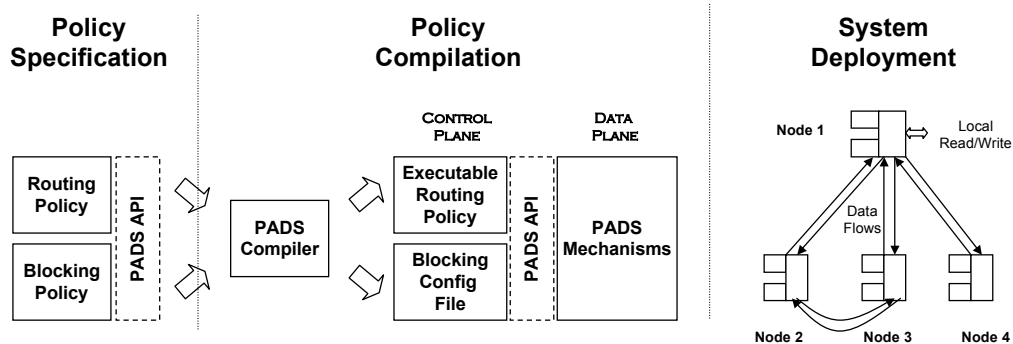 Policy
Specification
Policy
Compilation
System
Deployment
CONTROL
PLANE
DATA
PLANE
Routing
Policy
Blocking
Policy
PADS API
PADS
Compiler
Executable
Routing
Policy
Blocking
Config
File
PADS API
PADS
Mechanisms
Node 1
Local
Read/Write
Data
Flows
Node 2
Node 3
Node 4